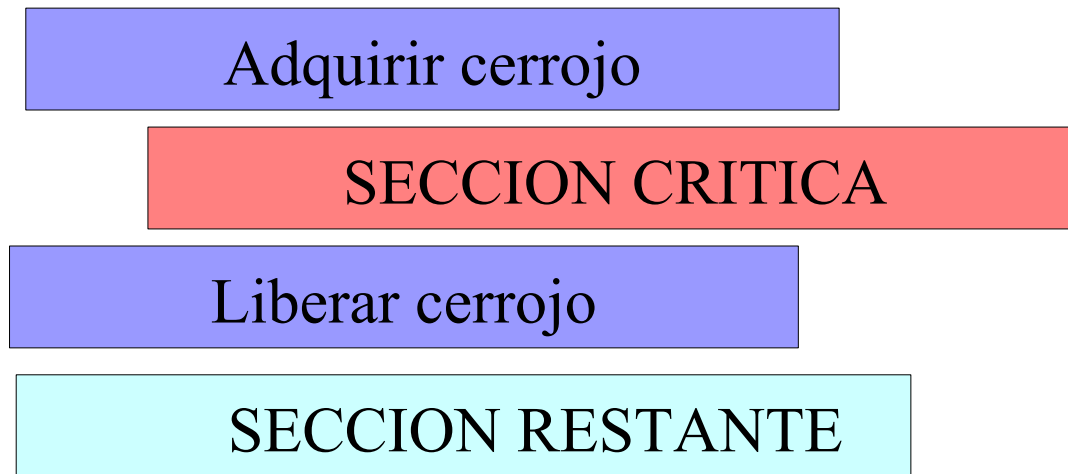 Adquirir cerrojo
SECCION CRITICA
Liberar cerrojo
SECCION RESTANTE